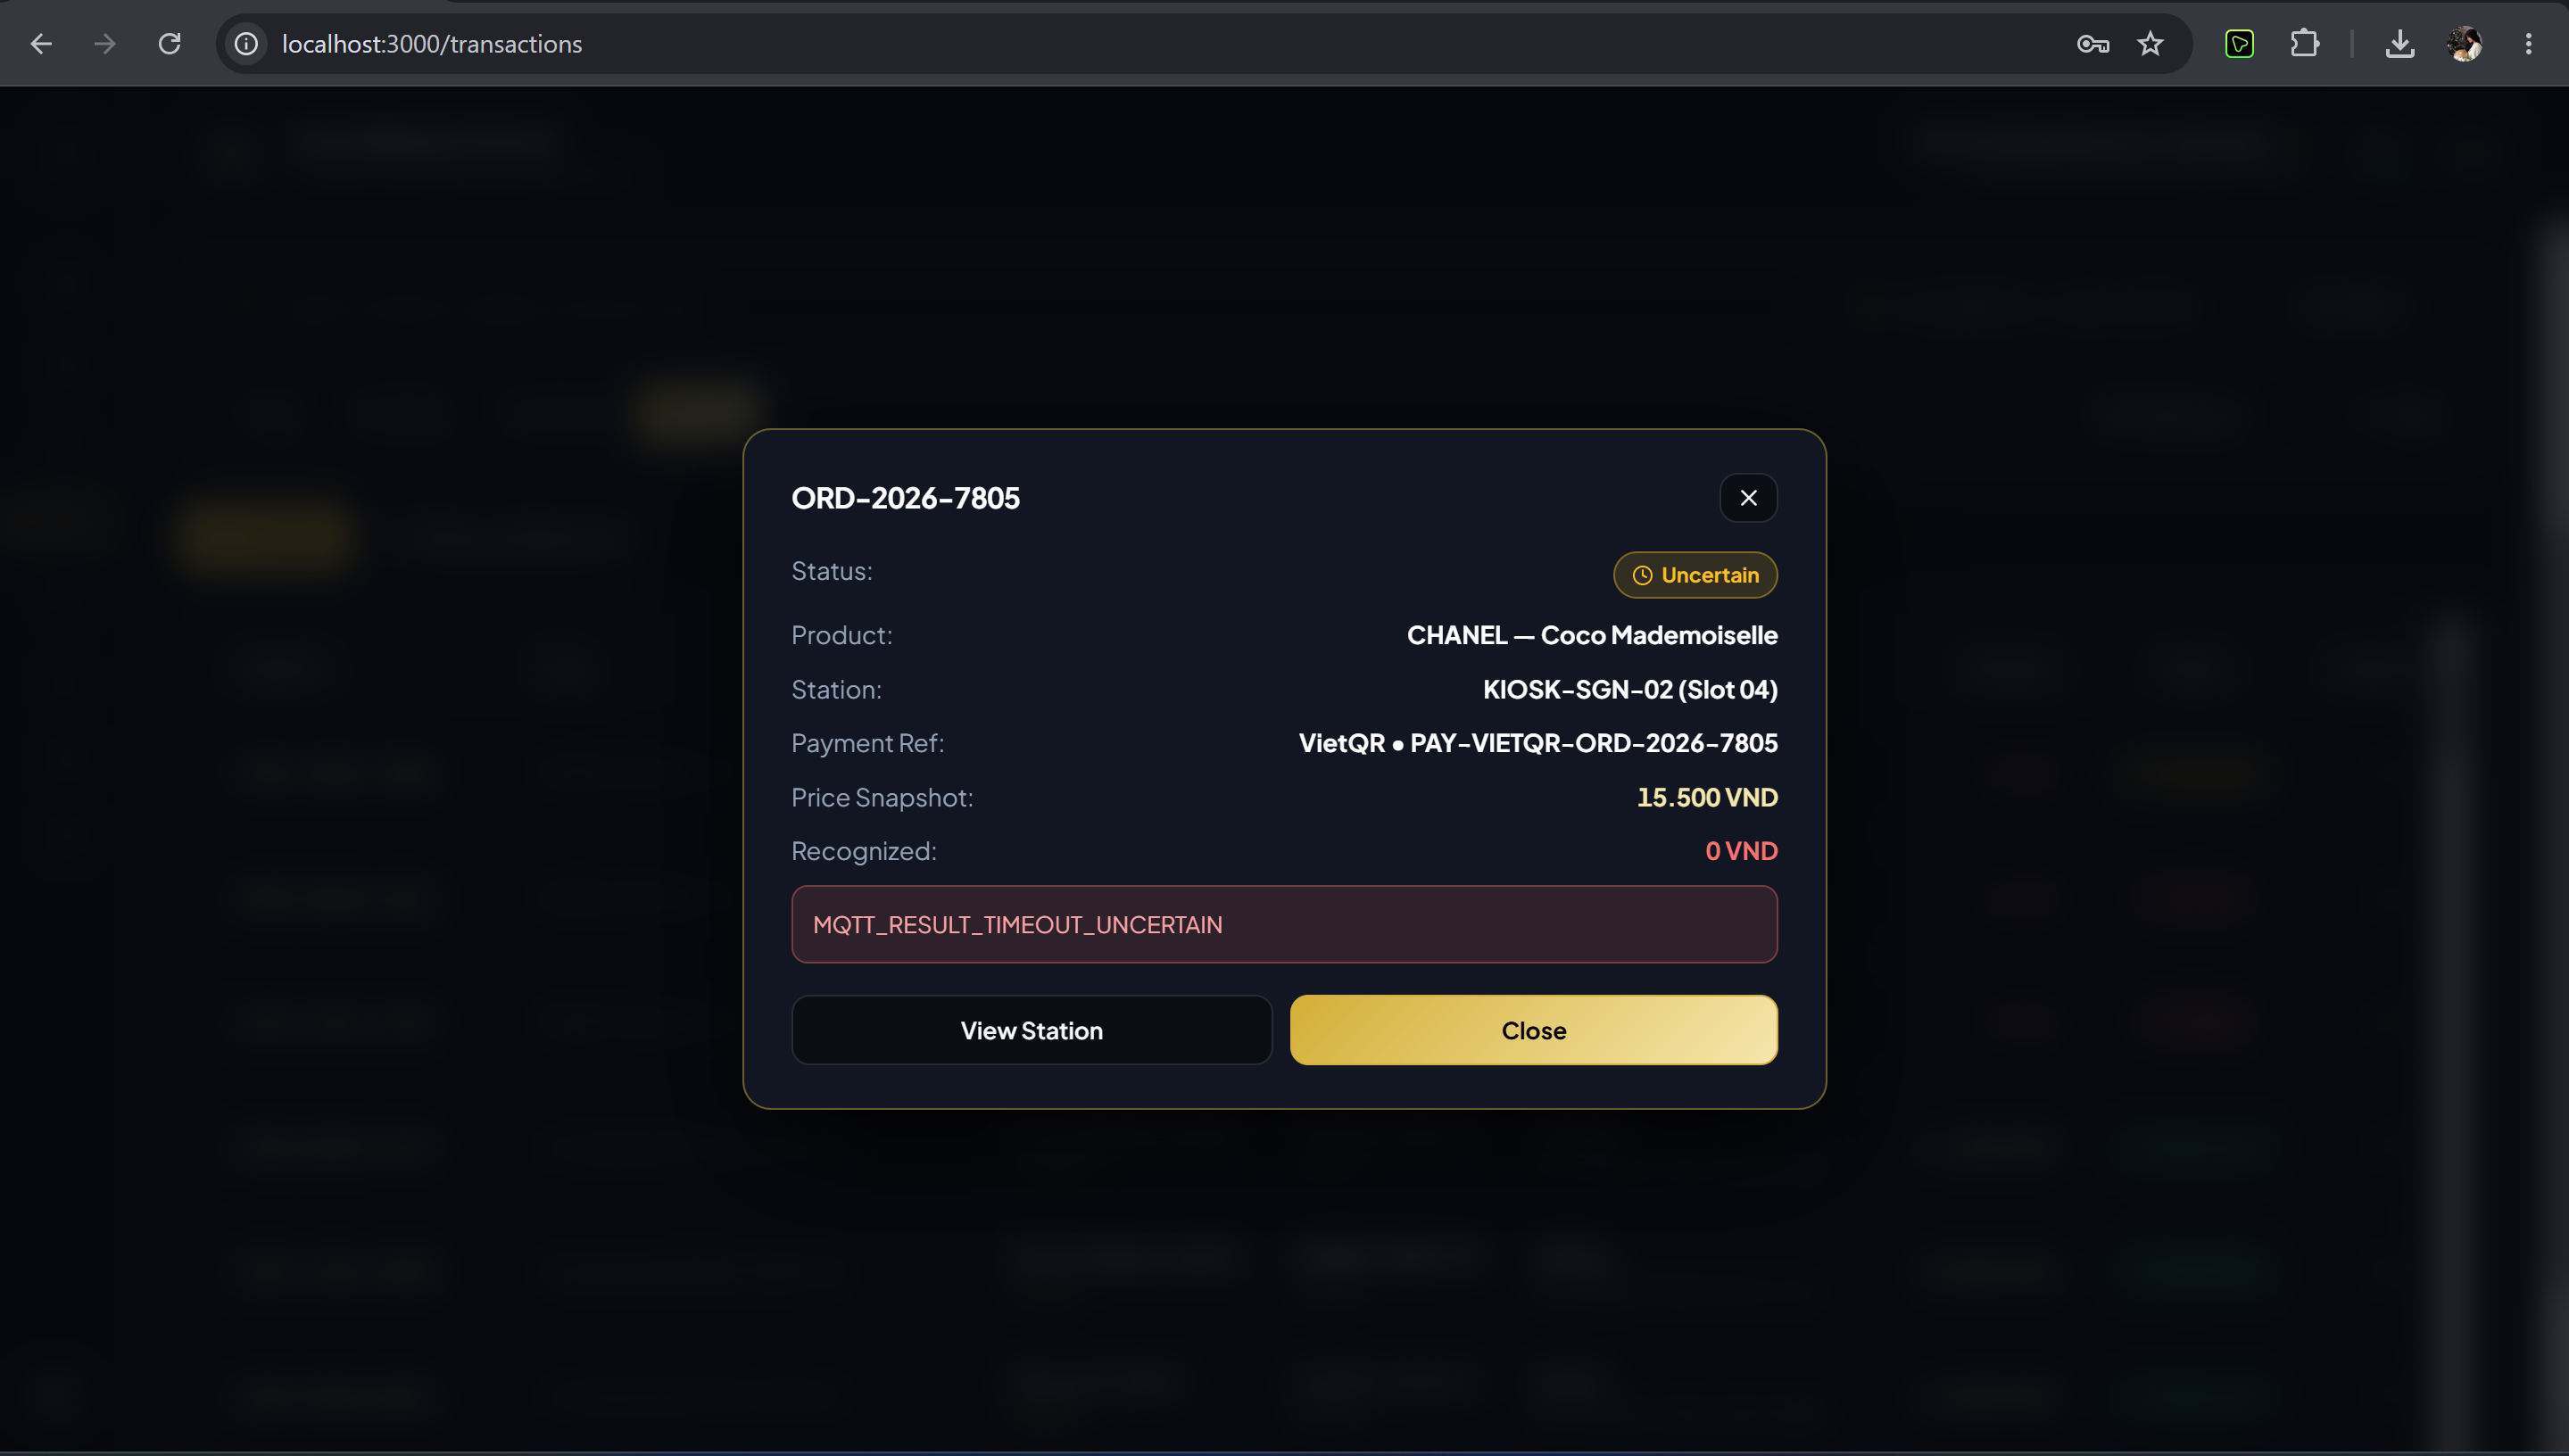 localhost:3000/transactions
ORD-2026-7805
Status: Uncertain
Product: CHANEL — Coco Mademoiselle
Station: KIOSK-SGN-02 (Slot 04)
Payment Ref: VietQR • PAY-VIETQR-ORD-2026-7805
Price Snapshot: 15.500 VND
Recognized: 0 VND
MQTT_RESULT_TIMEOUT_UNCERTAIN
View Station Close